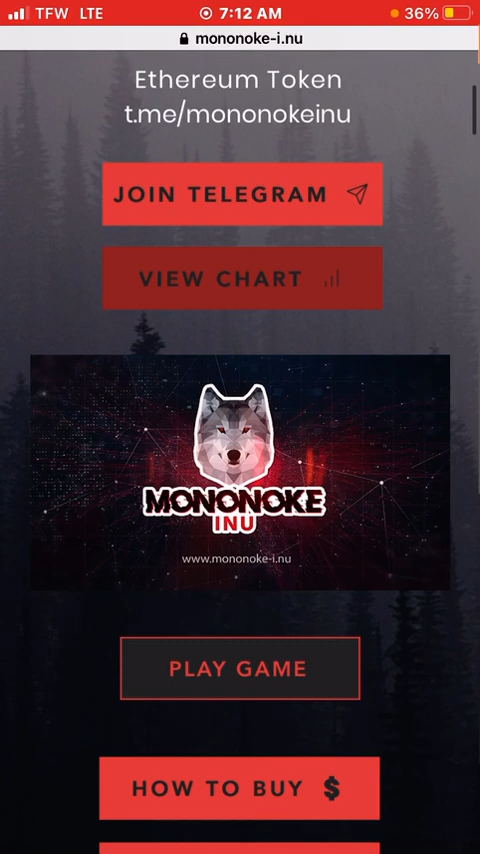 TFW LTE 7:12 AM 36%
mononoke-i.nu
Ethereum Token
t.me/mononokeinu
JOIN TELEGRAM
VIEW CHART
MONONOKE
INU
www.mononoke-i.nu
PLAY GAME
HOW TO BUY $